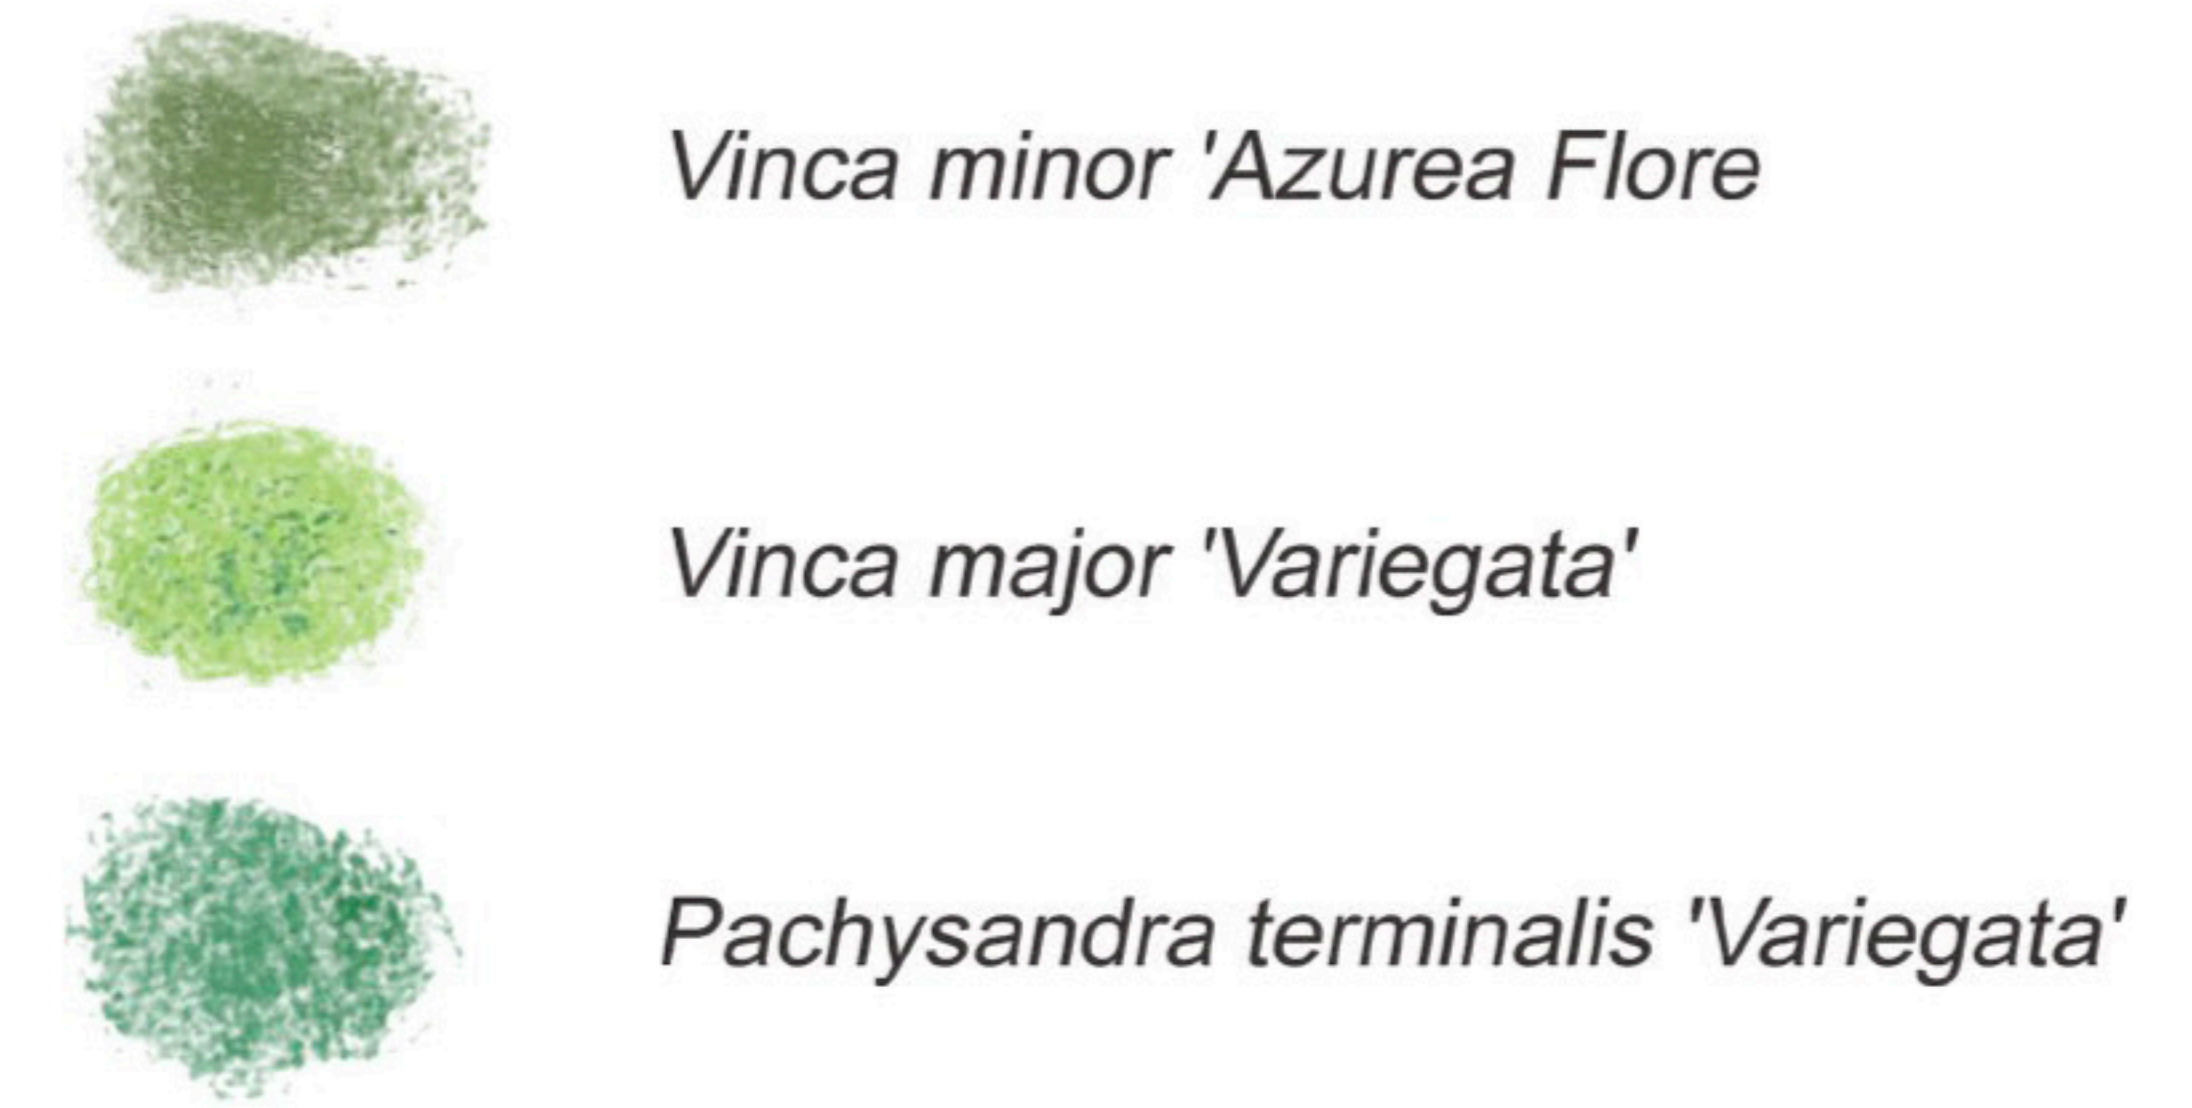 Vinca minor 'Azurea Flore
Vinca major 'Variegata'
Pachysandra terminalis 'Variegata'